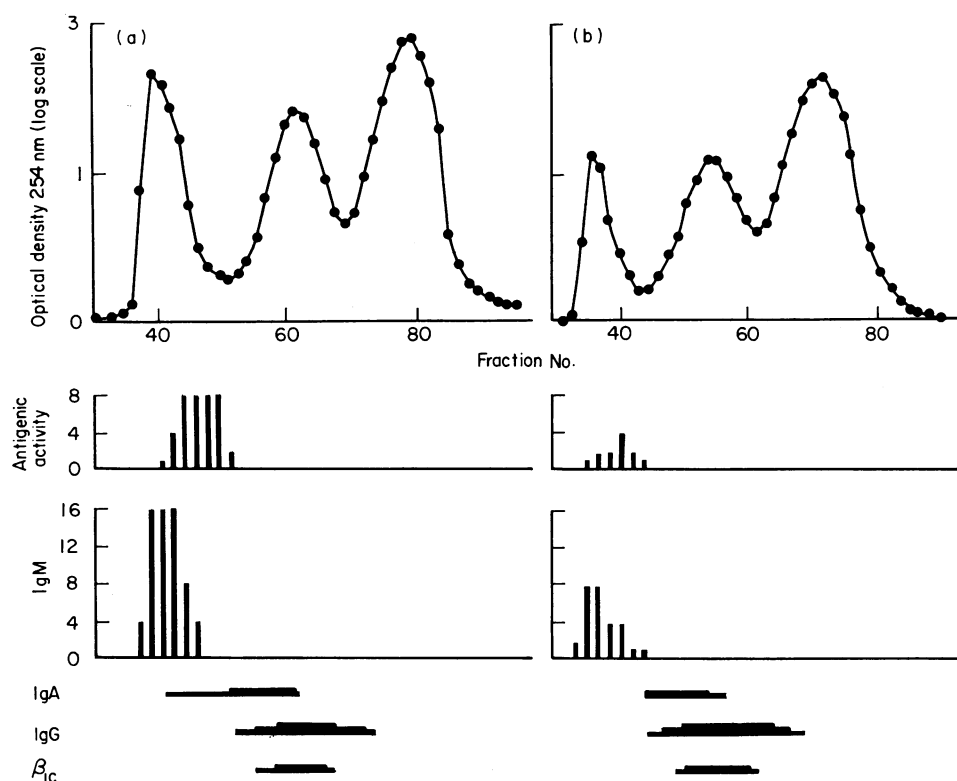 3
(a)
(b)
Optical density 254 nm (log scale)
1
0
40 60 80
40 60 80
Fraction No.
Antigenic
activity
8
4
0
IgM
16
12
8
4
0
IgA
IgG
β1C